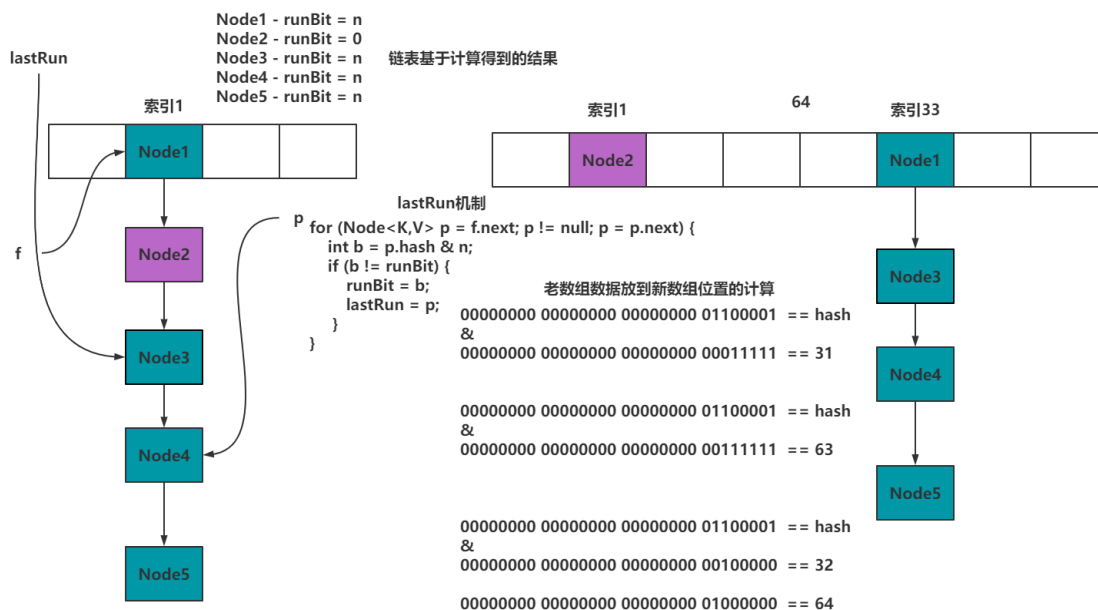 Node1 - runBit = n
Node2 - runBit = 0
Node3 - runBit = n
Node4 - runBit = n
Node5 - runBit = n
链表基于计算得到的结果
lastRun
索引1
Node1
Node2
f
Node3
Node4
Node5
p
lastRun机制
for (Node<K,V> p = f.next; p != null; p = p.next) {
int b = p.hash & n;
if (b != runBit) {
runBit = b;
lastRun = p;
}
}
64
索引1
索引33
Node2
Node1
Node3
Node4
Node5
老数组数据放到新数组位置的计算
00000000 00000000 00000000 01100001 == hash
&
00000000 00000000 00000000 00011111 == 31
00000000 00000000 00000000 01100001 == hash
&
00000000 00000000 00000000 00111111 == 63
00000000 00000000 00000000 01100001 == hash
&
00000000 00000000 00000000 00100000 == 32
00000000 00000000 00000000 01000000 == 64